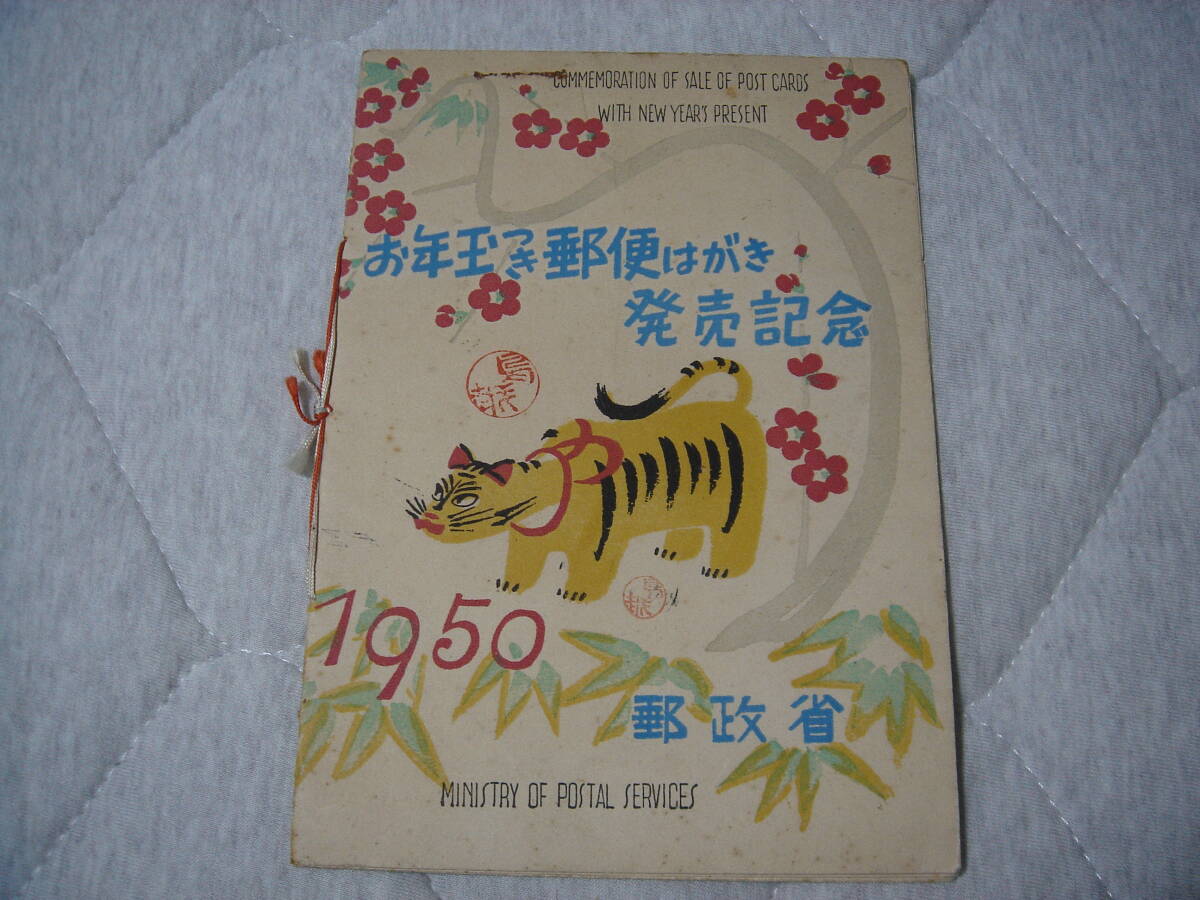 COMMEMORATION OF SALE OF POST CARDS
WITH NEW YEAR'S PRESENT
お年玉つき郵便はがき
発売記念
1950
郵政省
MINISTRY OF POSTAL SERVICES